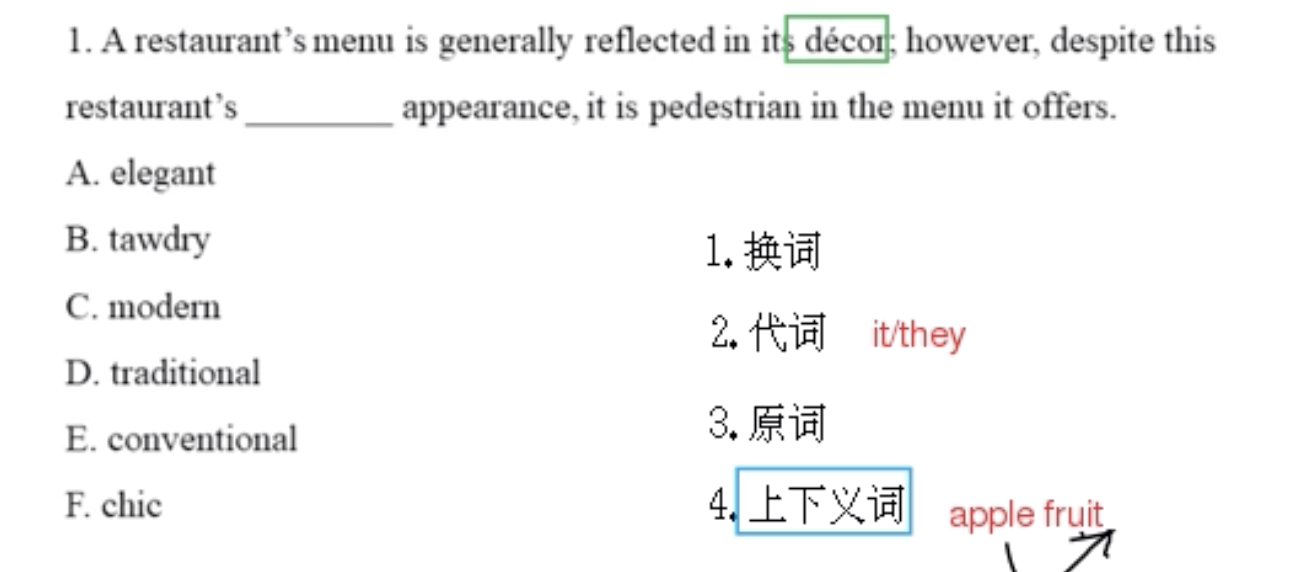 1. A restaurant's menu is generally reflected in its décor; however, despite this
restaurant's ________ appearance, it is pedestrian in the menu it offers.
A. elegant
B. tawdry
C. modern
D. traditional
E. conventional
F. chic
1. 换词
2. 代词 it/they
3. 原词
4. 上下义词 apple fruit